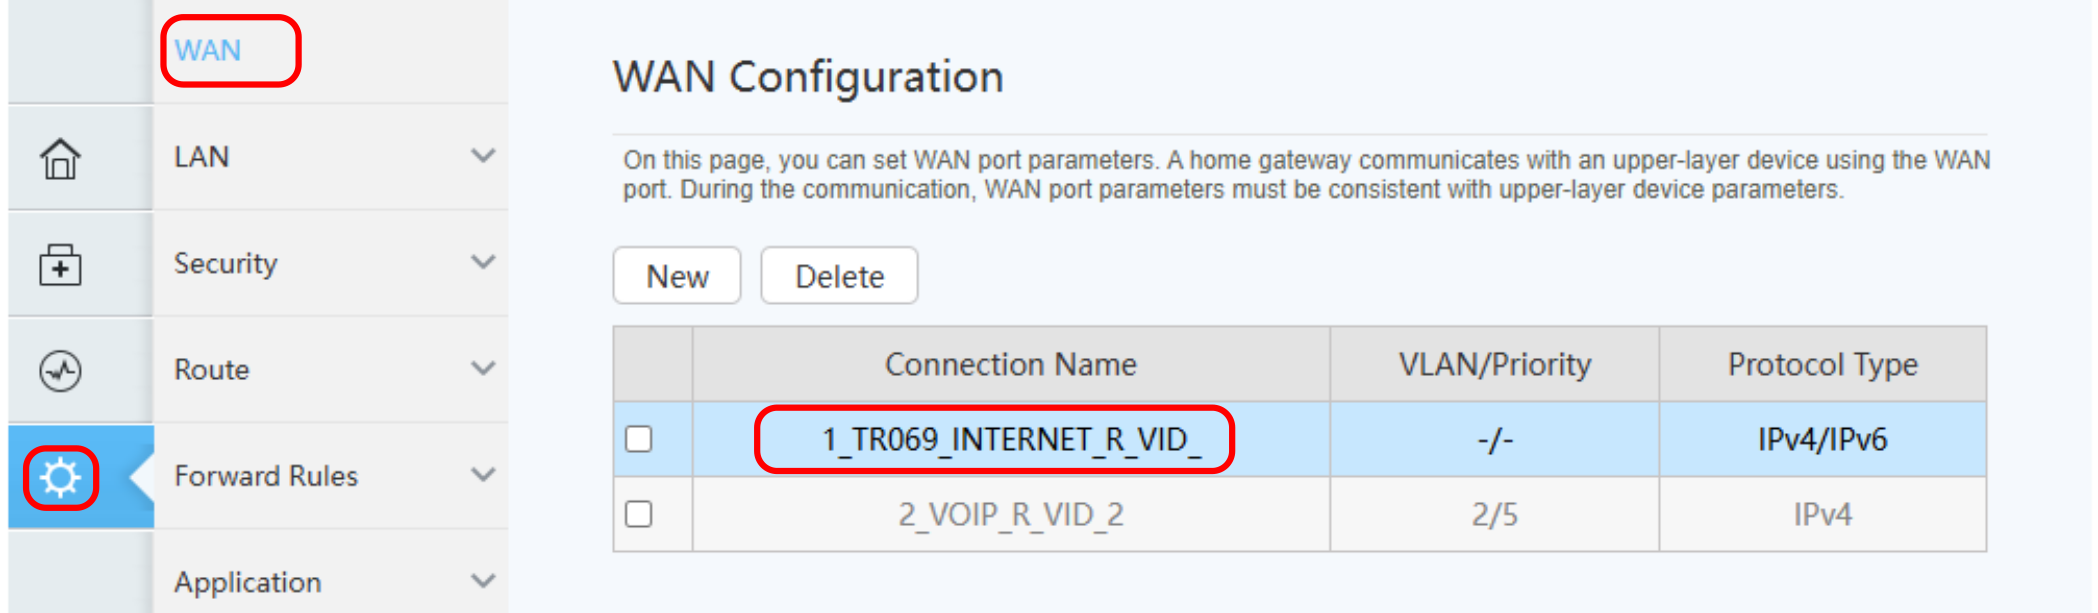 WAN
LAN
Security
Route
Forward Rules
Application
WAN Configuration
On this page, you can set WAN port parameters. A home gateway communicates with an upper-layer device using the WAN
port. During the communication, WAN port parameters must be consistent with upper-layer device parameters.
New Delete
Connection Name VLAN/Priority Protocol Type
1_TR069_INTERNET_R_VID_ -/- IPv4/IPv6
2_VOIP_R_VID_2 2/5 IPv4